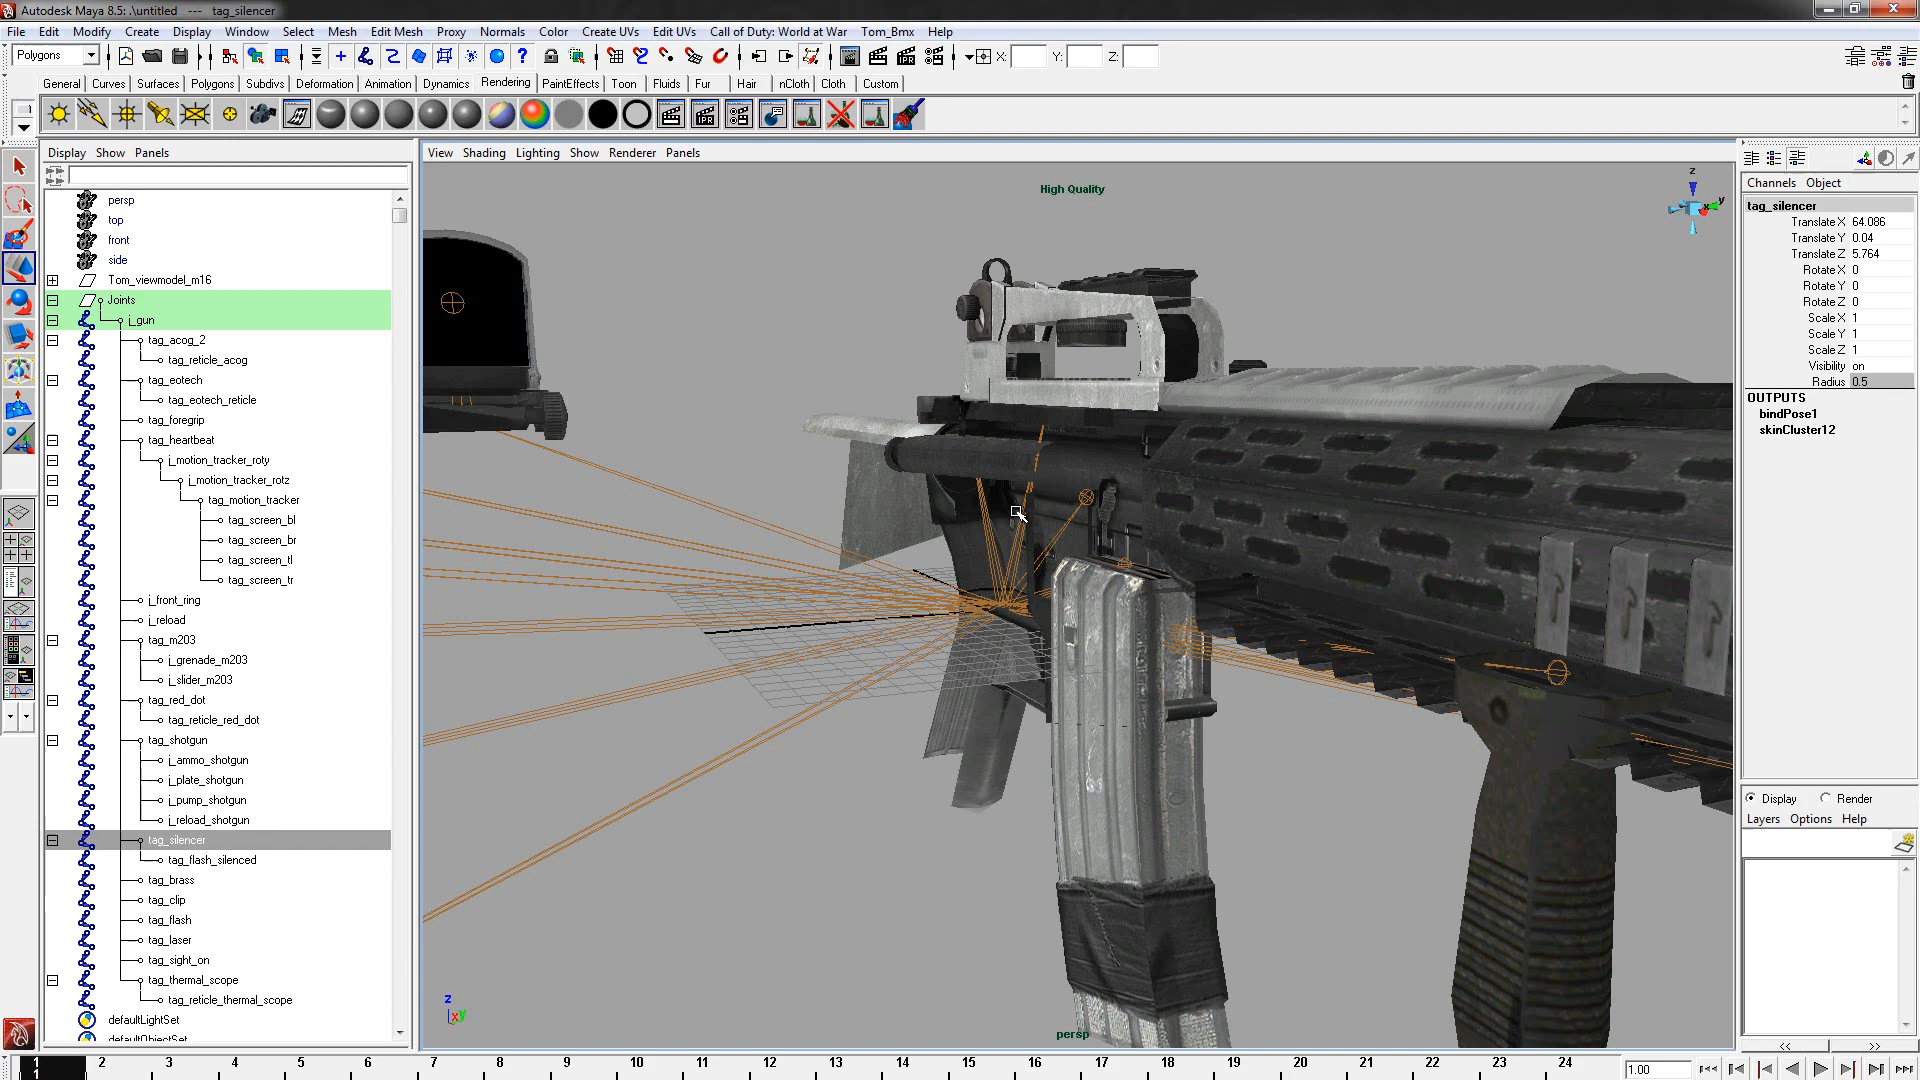 Autodesk Maya 8.5: .\untitled   ---   tag_silencer
File Edit Modify Create Display Window Select Mesh Edit Mesh Proxy Normals Color Create UVs Edit UVs Call of Duty: World at War Tom_Bmx Help
Polygons X: Y: Z:
General Curves Surfaces Polygons Subdivs Deformation Animation Dynamics Rendering PaintEffects Toon Fluids Fur Hair nCloth Cloth Custom
IPR IPR
Display Show Panels
View Shading Lighting Show Renderer Panels
Channels Object
persp
top
front
side
Tom_viewmodel_m16
Joints
j_gun
tag_acog_2
tag_reticle_acog
tag_eotech
tag_eotech_reticle
tag_foregrip
tag_heartbeat
j_motion_tracker_roty
j_motion_tracker_rotz
tag_motion_tracker
tag_screen_bl
tag_screen_br
tag_screen_tl
tag_screen_tr
j_front_ring
j_reload
tag_m203
j_grenade_m203
j_slider_m203
tag_red_dot
tag_reticle_red_dot
tag_shotgun
j_ammo_shotgun
j_plate_shotgun
j_pump_shotgun
j_reload_shotgun
tag_silencer
tag_flash_silenced
tag_brass
tag_clip
tag_flash
tag_laser
tag_sight_on
tag_thermal_scope
tag_reticle_thermal_scope
defaultLightSet
defaultObjectSet
High Quality
z
y
x
z
x y
persp
tag_silencer
Translate X 64.086
Translate Y 0.04
Translate Z 5.764
Rotate X 0
Rotate Y 0
Rotate Z 0
Scale X 1
Scale Y 1
Scale Z 1
Visibility on
Radius 0.5
OUTPUTS
bindPose1
skinCluster12
Display Render
Layers Options Help
<< >>
1 2 3 4 5 6 7 8 9 10 11 12 13 14 15 16 17 18 19 20 21 22 23 24
1
1.00